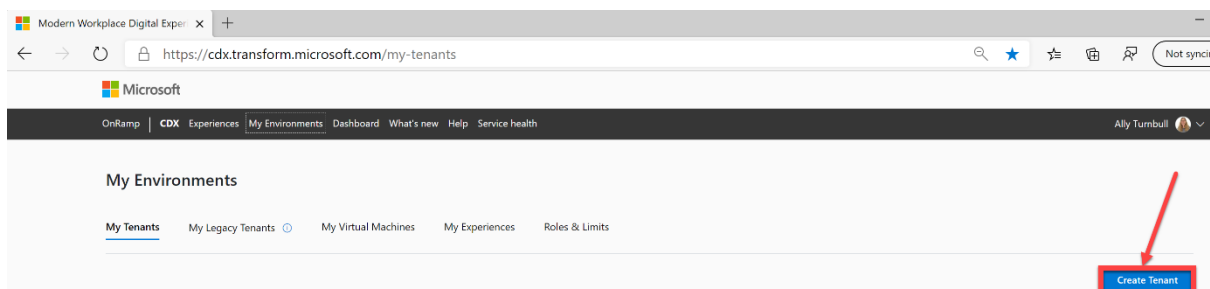 Modern Workplace Digital Exper
https://cdx.transform.microsoft.com/my-tenants
Not synci
Microsoft
OnRamp | CDX Experiences My Environments Dashboard What's new Help Service health Ally Turnbull
My Environments
My Tenants My Legacy Tenants My Virtual Machines My Experiences Roles & Limits
Create Tenant